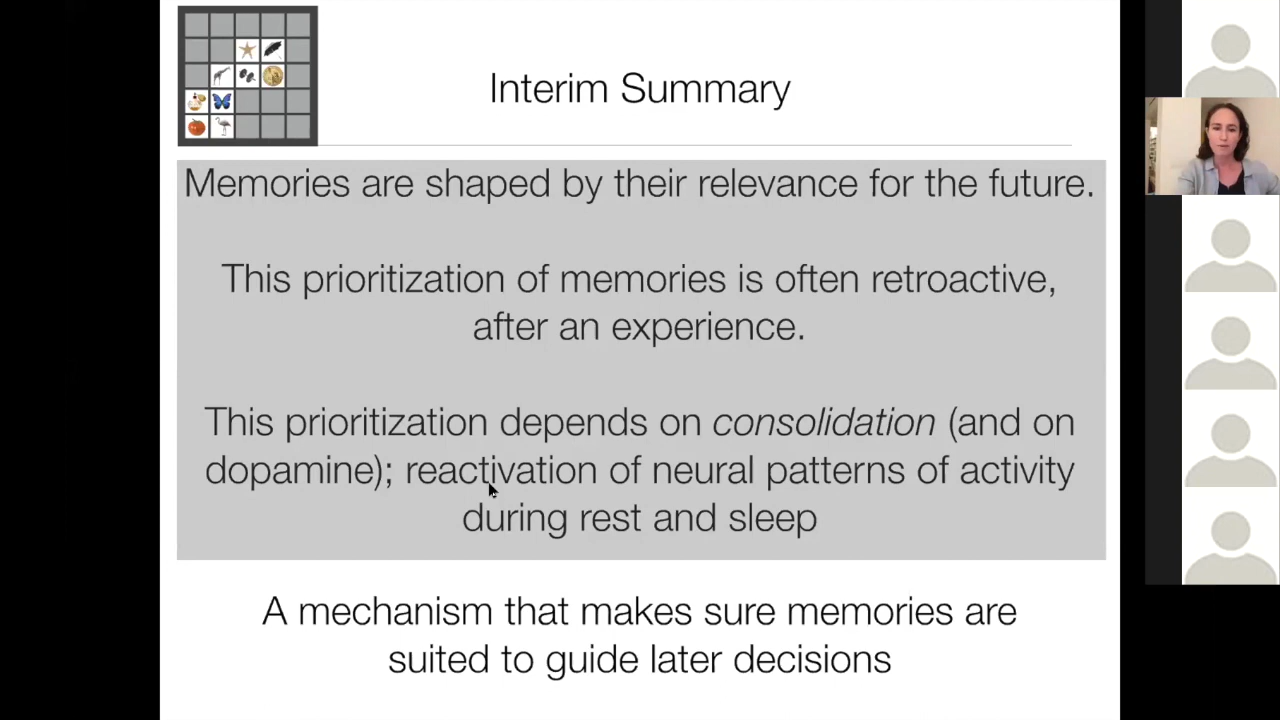 Interim Summary
Memories are shaped by their relevance for the future.
This prioritization of memories is often retroactive,
after an experience.
This prioritization depends on consolidation (and on
dopamine); reactivation of neural patterns of activity
during rest and sleep
A mechanism that makes sure memories are
suited to guide later decisions